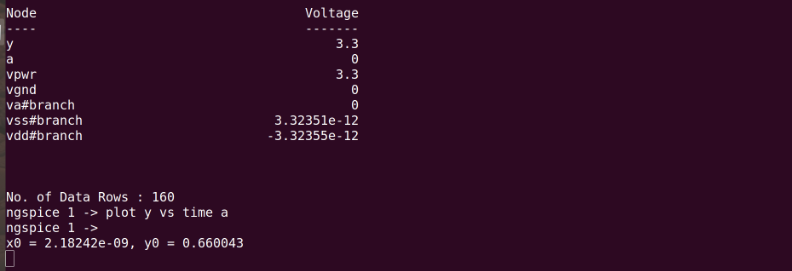 Node Voltage
---- -------
y 3.3
a 0
vpwr 3.3
vgnd 0
va#branch 0
vss#branch 3.32351e-12
vdd#branch -3.32355e-12
No. of Data Rows : 160
ngspice 1 -> plot y vs time a
ngspice 1 ->
x0 = 2.18242e-09, y0 = 0.660043